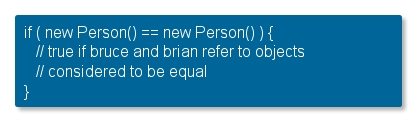 if ( new Person() == new Person() ) {
// true if bruce and brian refer to objects
// considered to be equal
}